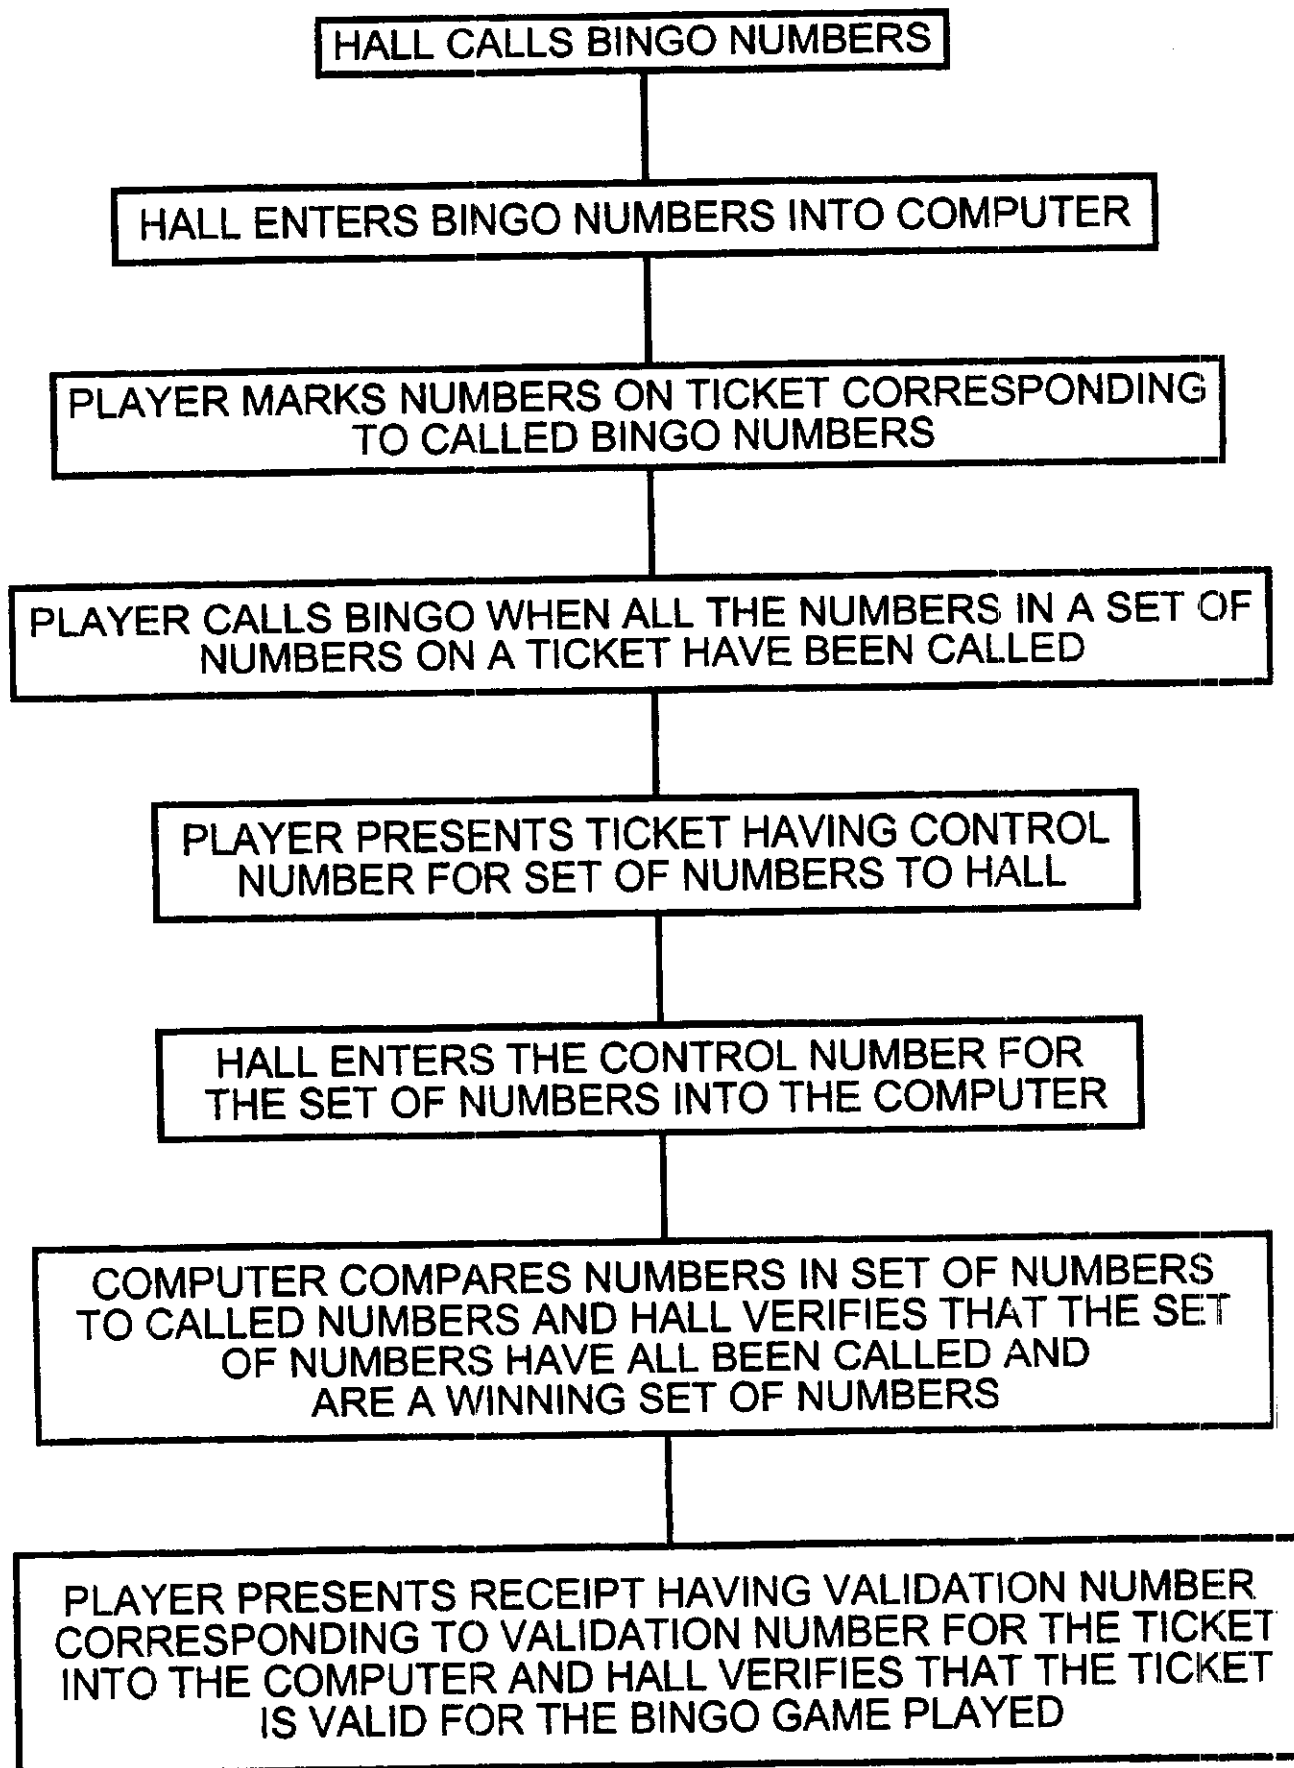 HALL CALLS BINGO NUMBERS
HALL ENTERS BINGO NUMBERS INTO COMPUTER
PLAYER MARKS NUMBERS ON TICKET CORRESPONDING
TO CALLED BINGO NUMBERS
PLAYER CALLS BINGO WHEN ALL THE NUMBERS IN A SET OF
NUMBERS ON A TICKET HAVE BEEN CALLED
PLAYER PRESENTS TICKET HAVING CONTROL
NUMBER FOR SET OF NUMBERS TO HALL
HALL ENTERS THE CONTROL NUMBER FOR
THE SET OF NUMBERS INTO THE COMPUTER
COMPUTER COMPARES NUMBERS IN SET OF NUMBERS
TO CALLED NUMBERS AND HALL VERIFIES THAT THE SET
OF NUMBERS HAVE ALL BEEN CALLED AND
ARE A WINNING SET OF NUMBERS
PLAYER PRESENTS RECEIPT HAVING VALIDATION NUMBER
CORRESPONDING TO VALIDATION NUMBER FOR THE TICKET
INTO THE COMPUTER AND HALL VERIFIES THAT THE TICKET
IS VALID FOR THE BINGO GAME PLAYED